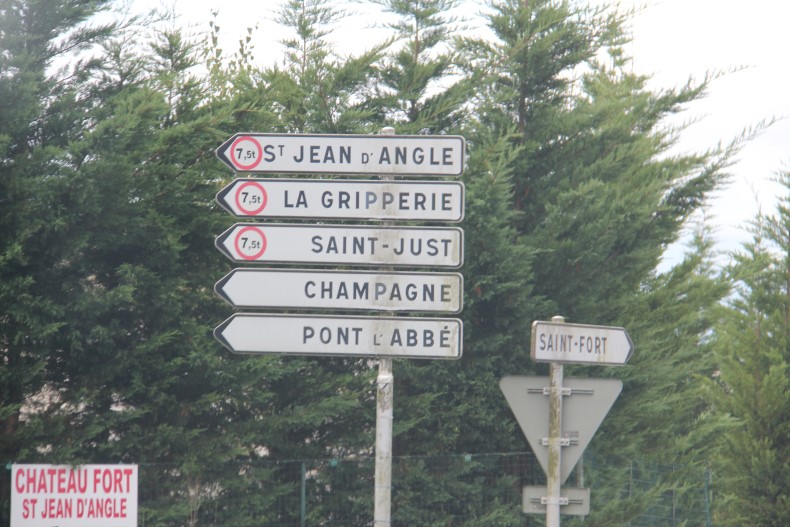 7,5t ST JEAN D'ANGLE
7,5t LA GRIPPERIE
7,5t SAINT-JUST
CHAMPAGNE
PONT L'ABBÉ
SAINT-FORT
CHATEAU FORT
ST JEAN D'ANGLE